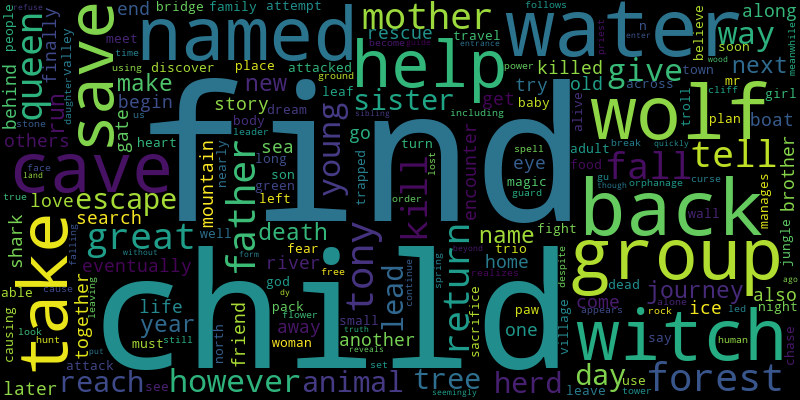 refuse bridge family attempt named follows water way along
behind people end save meet rescue mother travel believe soon meanwhile
queen finally daughter valley time using discover place attacked help killed give town next
run make begin new ground power try old across mr girl
others gate us story leaf dream sister get baby including troll cliff plan boat
stone heart body leader young go turn eye alive wolf tell
cave find nearly sea long lost adult break quickly fall brother
face land true love escape mountain father son trapped kill encounter magic spell guard food orphanage curse manages
shark search green left order name fight back wall jungle
take great well death fear tony return trio group ago
falling without eventually river form god free lead home despite dead journey also
able cause child life dy small continue spring realizes sacrifice come ice night
causing together leaving year pack flower away truth paw one village appears rock led alone human
look must still north friend woman another reveals witch say chase
hunt put attack set tree herd day use forest
later reach see however animal seemingly leave tower
entrance enter priest wood though gu n beyond sibling